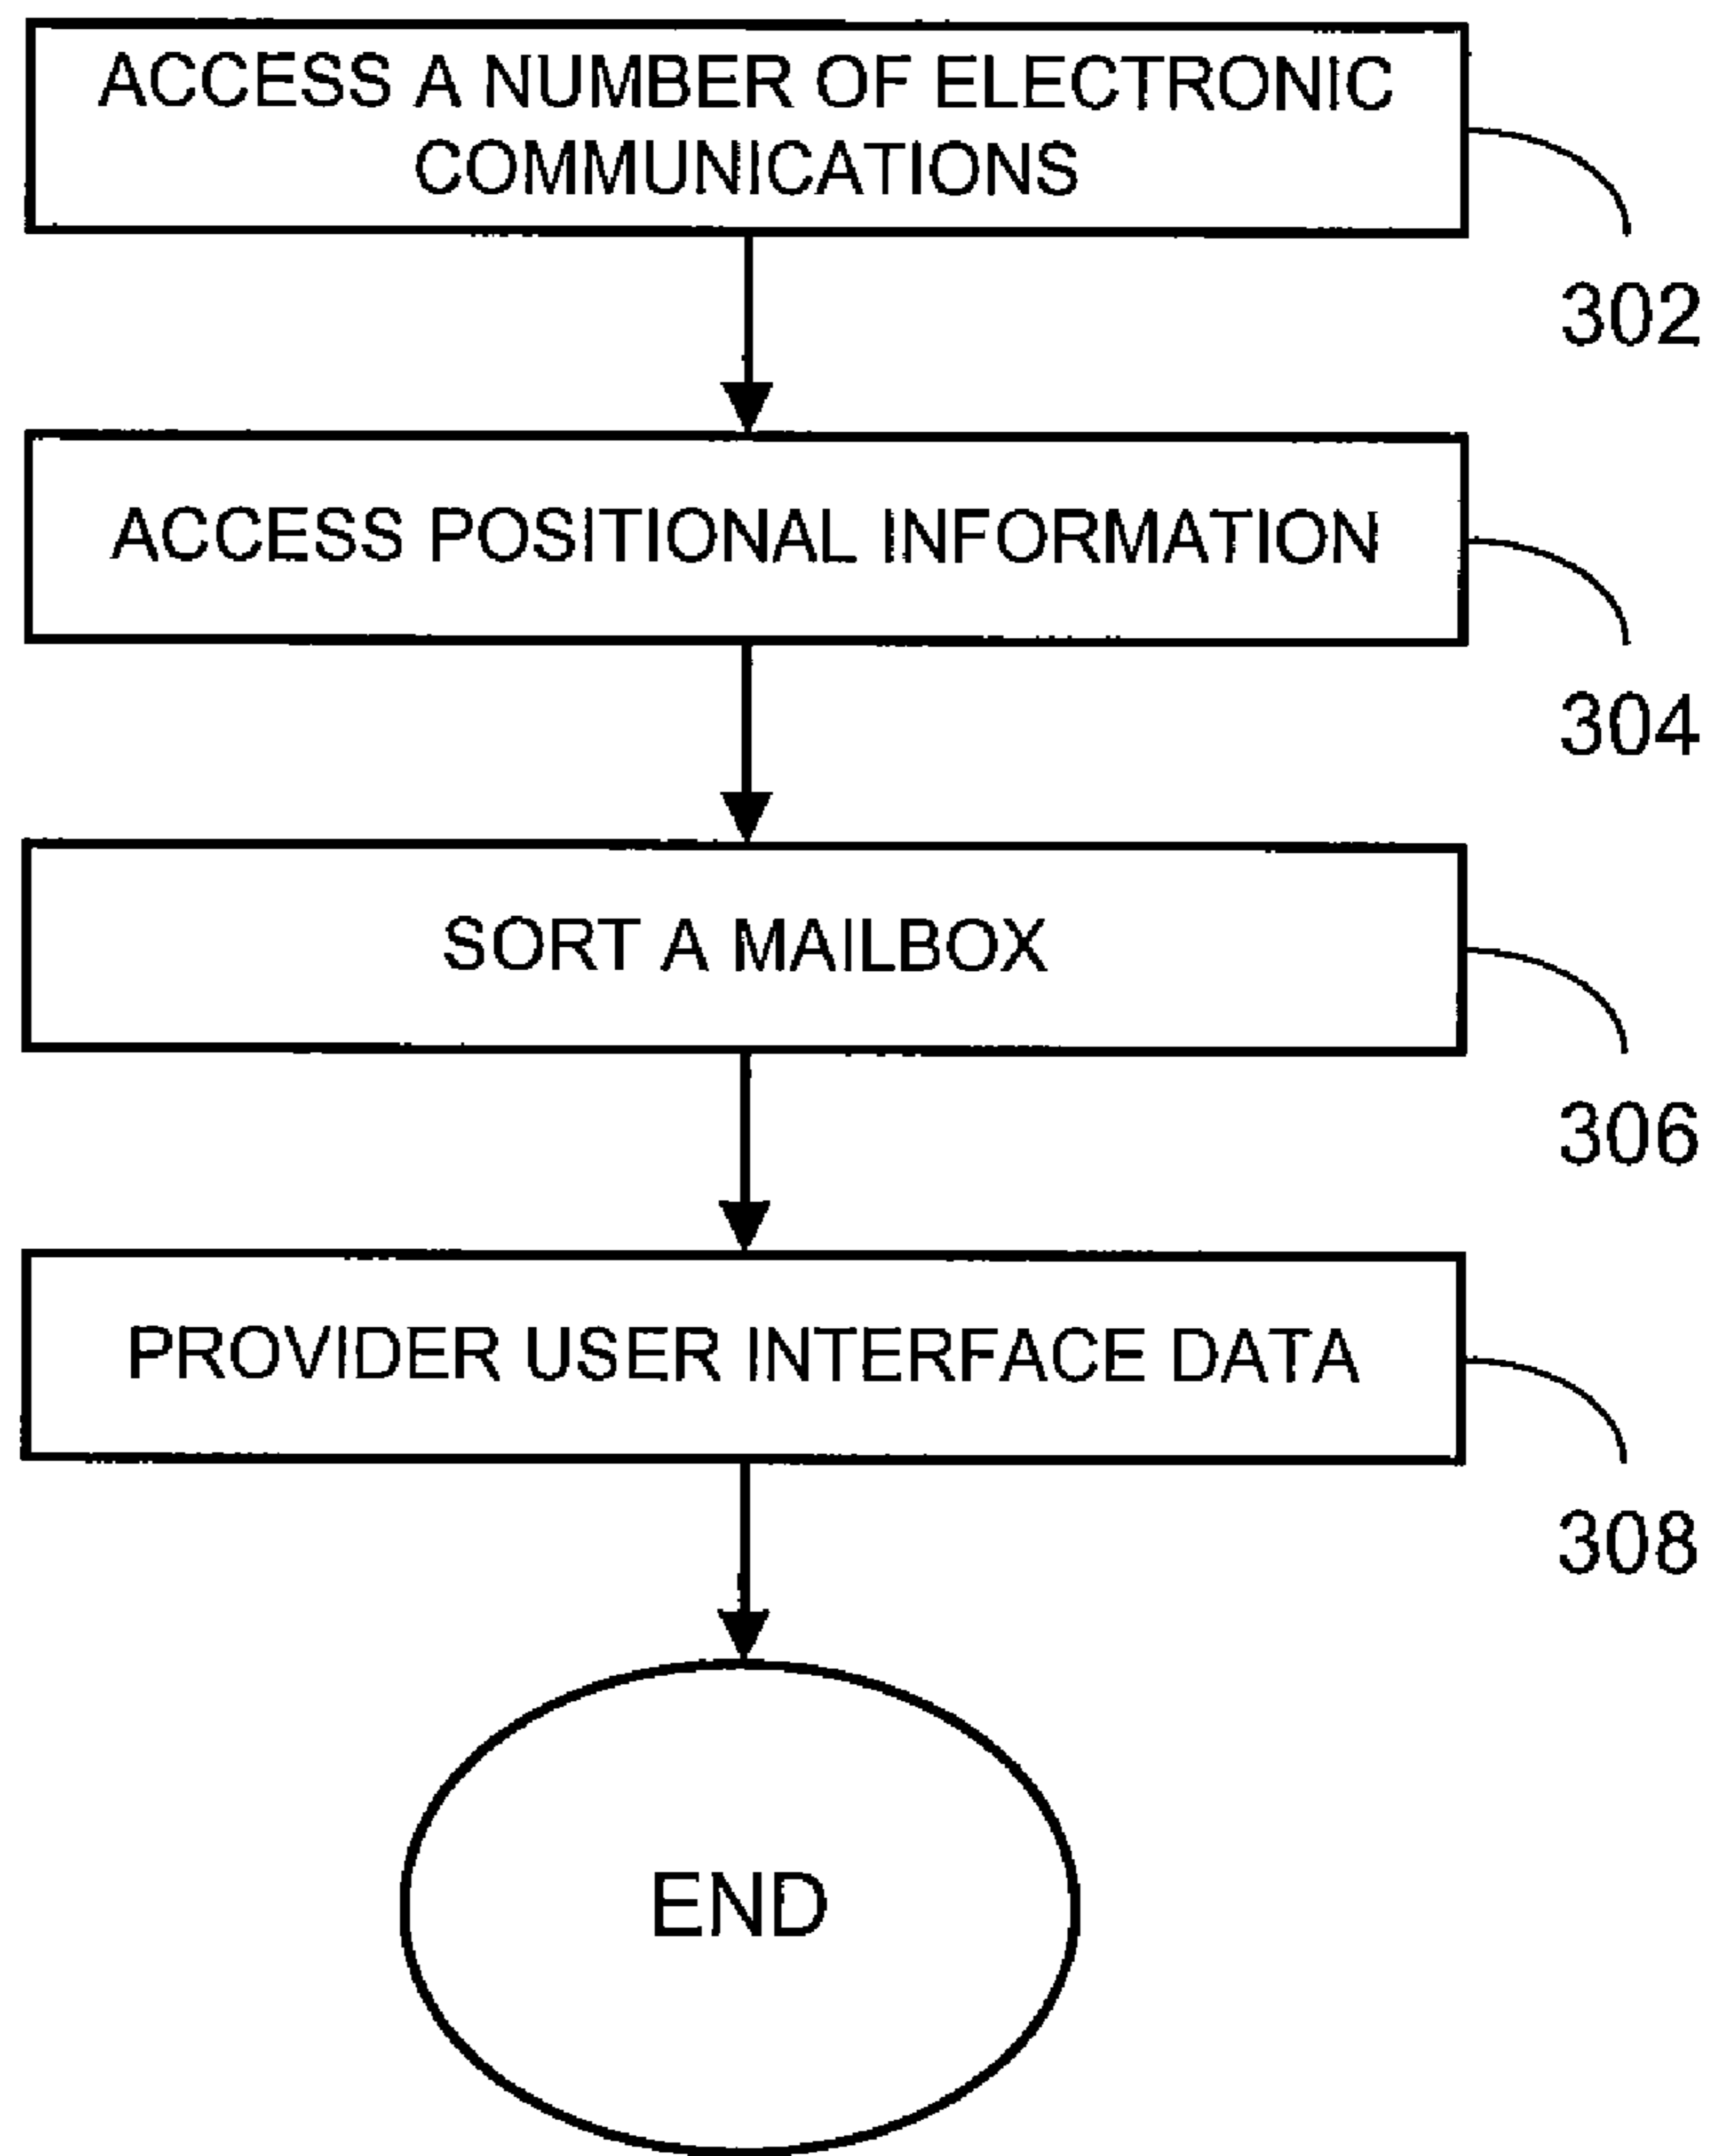 ACCESS A NUMBER OF ELECTRONIC
COMMUNICATIONS
302
ACCESS POSITIONAL INFORMATION
304
SORT A MAILBOX
306
PROVIDER USER INTERFACE DATA
308
END